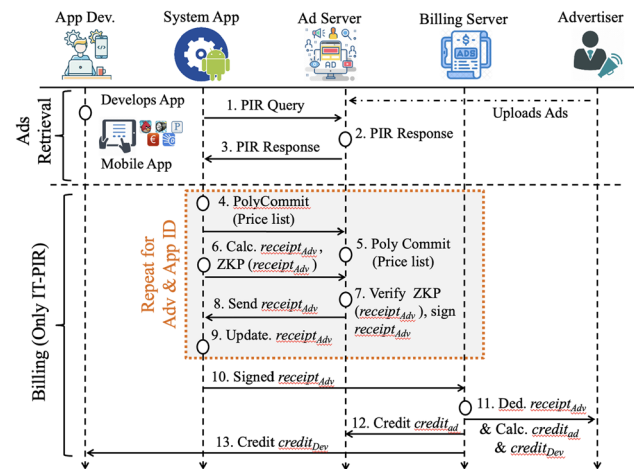 App Dev.
System App
Ad Server
Billing Server
Advertiser
Ads
Retrieval
Develops App
Mobile App
1. PIR Query
Uploads Ads
2. PIR Response
3. PIR Response
Billing (Only IT-PIR)
Repeat for
Adv & App ID
4. PolyCommit
(Price list)
5. Poly Commit
(Price list)
6. Calc. receiptAdv ,
ZKP (receiptAdv)
7. Verify ZKP
(receiptAdv), sign
receiptAdv
8. Send receiptAdv
9. Update. receiptAdv
10. Signed receiptAdv
11. Ded. receiptAdv
& Calc. creditad
& creditDev
12. Credit creditad
13. Credit creditDev